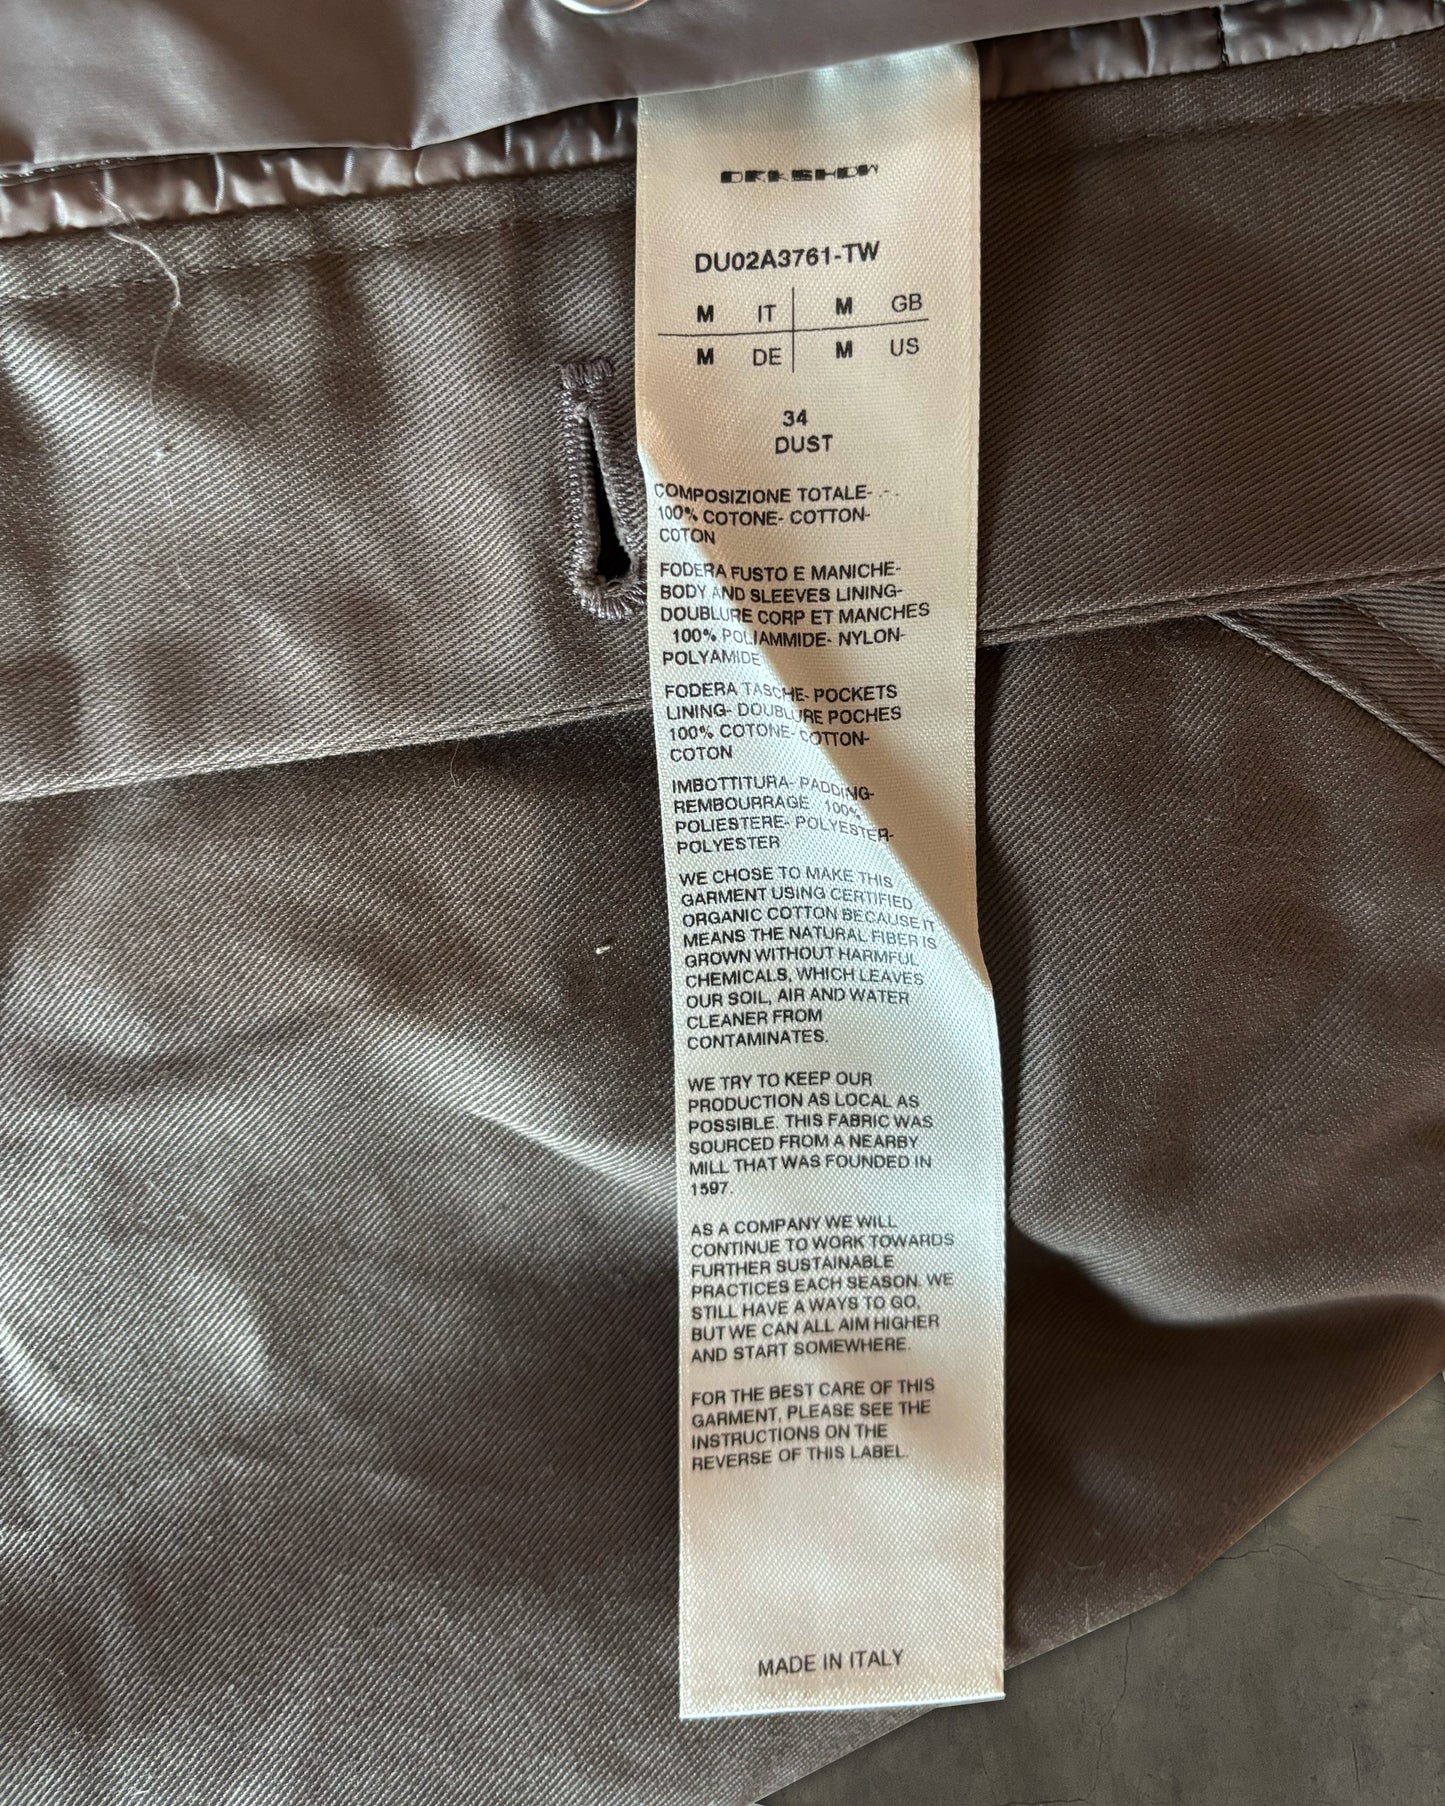 DRKSHDW
DU02A3761-TW
M IT M GB
M DE M US
34
DUST
COMPOSIZIONE TOTALE- - -
100% COTONE- COTTON-
COTON
FODERA FUSTO E MANICHE-
BODY AND SLEEVES LINING-
DOUBLURE CORP ET MANCHES
100% POLIAMMIDE- NYLON-
POLYAMIDE
FODERA TASCHE- POCKETS
LINING- DOUBLURE POCHES
100% COTONE- COTTON-
COTON
IMBOTTITURA- PADDING-
REMBOURRAGE 100%
POLIESTERE- POLYESTER-
POLYESTER
WE CHOSE TO MAKE THIS
GARMENT USING CERTIFIED
ORGANIC COTTON BECAUSE IT
MEANS THE NATURAL FIBER IS
GROWN WITHOUT HARMFUL
CHEMICALS, WHICH LEAVES
OUR SOIL, AIR AND WATER
CLEANER FROM
CONTAMINATES.
WE TRY TO KEEP OUR
PRODUCTION AS LOCAL AS
POSSIBLE. THIS FABRIC WAS
SOURCED FROM A NEARBY
MILL THAT WAS FOUNDED IN
1597.
AS A COMPANY WE WILL
CONTINUE TO WORK TOWARDS
FURTHER SUSTAINABLE
PRACTICES EACH SEASON. WE
STILL HAVE A WAYS TO GO,
BUT WE CAN ALL AIM HIGHER
AND START SOMEWHERE.
FOR THE BEST CARE OF THIS
GARMENT, PLEASE SEE THE
INSTRUCTIONS ON THE
REVERSE OF THIS LABEL.
MADE IN ITALY